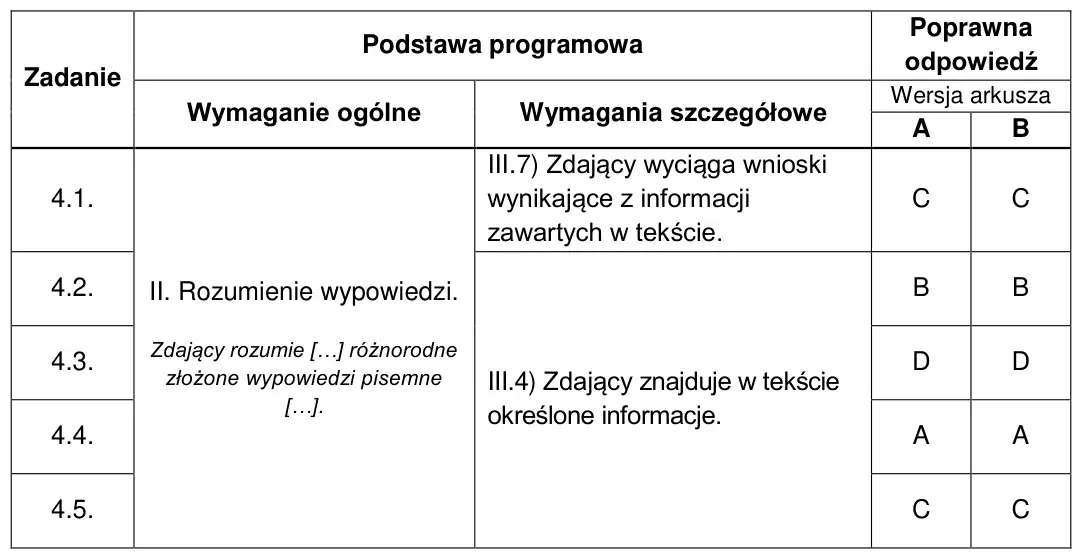 Zadanie
Podstawa programowa
Poprawna
odpowiedź
Wymaganie ogólne
Wymagania szczegółowe
Wersja arkusza
A B
4.1.
II. Rozumienie wypowiedzi.
Zdający rozumie […] różnorodne
złożone wypowiedzi pisemne
[…].
III.7) Zdający wyciąga wnioski
wynikające z informacji
zawartych w tekście.
C C
4.2.
III.4) Zdający znajduje w tekście
określone informacje.
B B
4.3.
D D
4.4.
A A
4.5.
C C